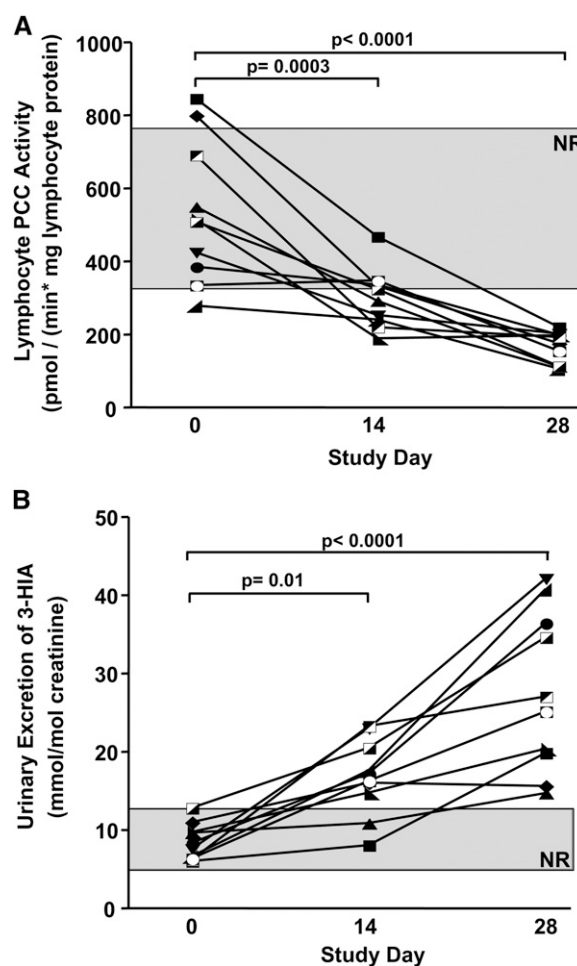 A
Lymphocyte PCC Activity
(pmol / (min* mg lymphocyte protein)
1000
800
600
400
200
0
p< 0.0001
p= 0.0003
NR
0 14 28
Study Day
B
Urinary Excretion of 3-HIA
(mmol/mol creatinine)
50
40
30
20
10
0
p< 0.0001
p= 0.01
NR
0 14 28
Study Day